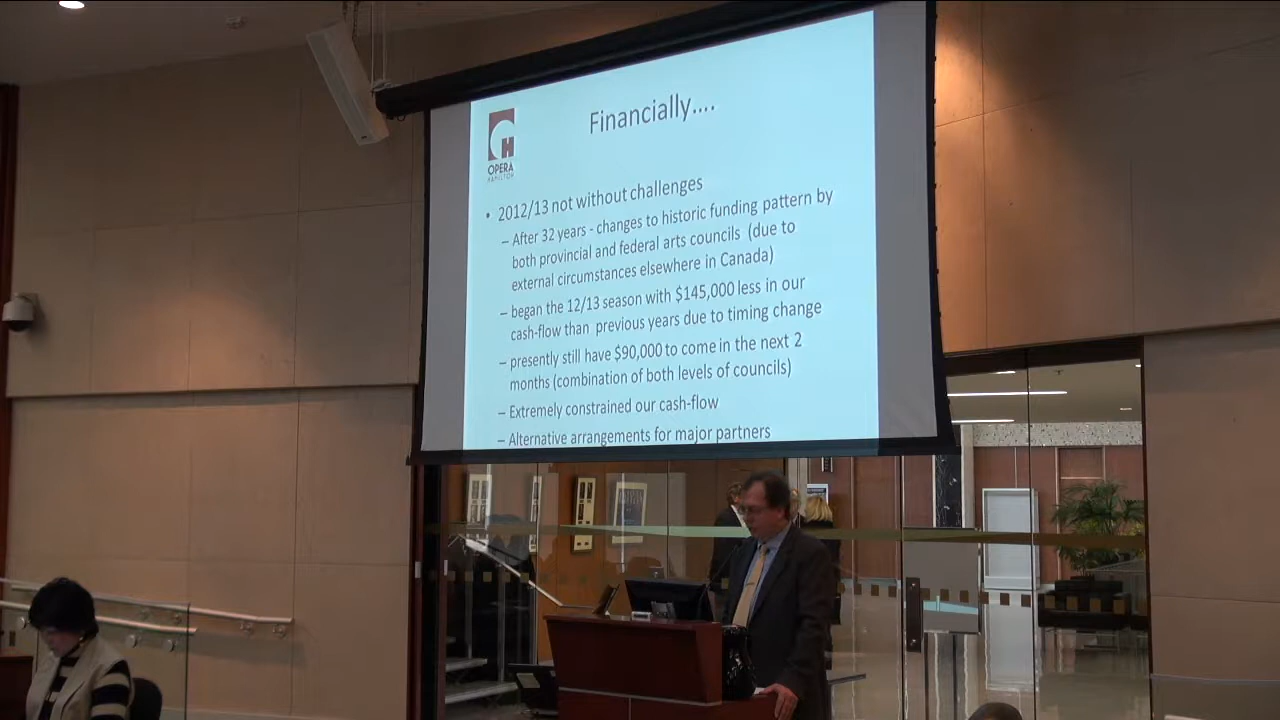 Financially....
OPERA
HAMILTON
• 2012/13 not without challenges
– After 32 years - changes to historic funding pattern by
both provincial and federal arts councils (due to
external circumstances elsewhere in Canada)
– began the 12/13 season with $145,000 less in our
cash-flow than previous years due to timing change
– presently still have $90,000 to come in the next 2
months (combination of both levels of councils)
– Extremely constrained our cash-flow
– Alternative arrangements for major partners